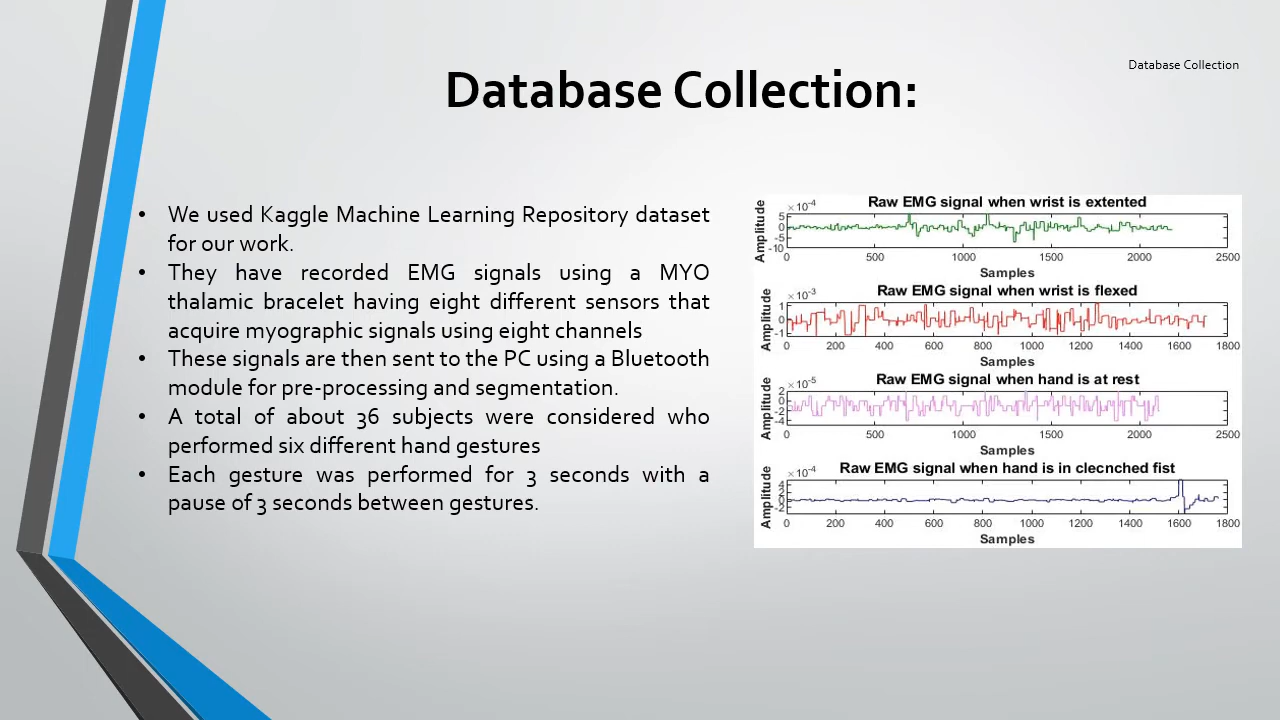 Database Collection
Database Collection:
• We used Kaggle Machine Learning Repository dataset
for our work.
• They have recorded EMG signals using a MYO
thalamic bracelet having eight different sensors that
acquire myographic signals using eight channels
• These signals are then sent to the PC using a Bluetooth
module for pre-processing and segmentation.
• A total of about 36 subjects were considered who
performed six different hand gestures
• Each gesture was performed for 3 seconds with a
pause of 3 seconds between gestures.
Raw EMG signal when wrist is extented
×10⁻⁴
Amplitude
5
0
-5
-10
0 500 1000 1500 2000 2500
Samples
Raw EMG signal when wrist is flexed
×10⁻³
Amplitude
1
0
-1
0 200 400 600 800 1000 1200 1400 1600 1800
Samples
Raw EMG signal when hand is at rest
×10⁻⁵
Amplitude
2
0
-2
-4
0 500 1000 1500 2000 2500
Samples
Raw EMG signal when hand is in clecnched fist
×10⁻⁴
Amplitude
4
2
0
-2
0 200 400 600 800 1000 1200 1400 1600 1800
Samples